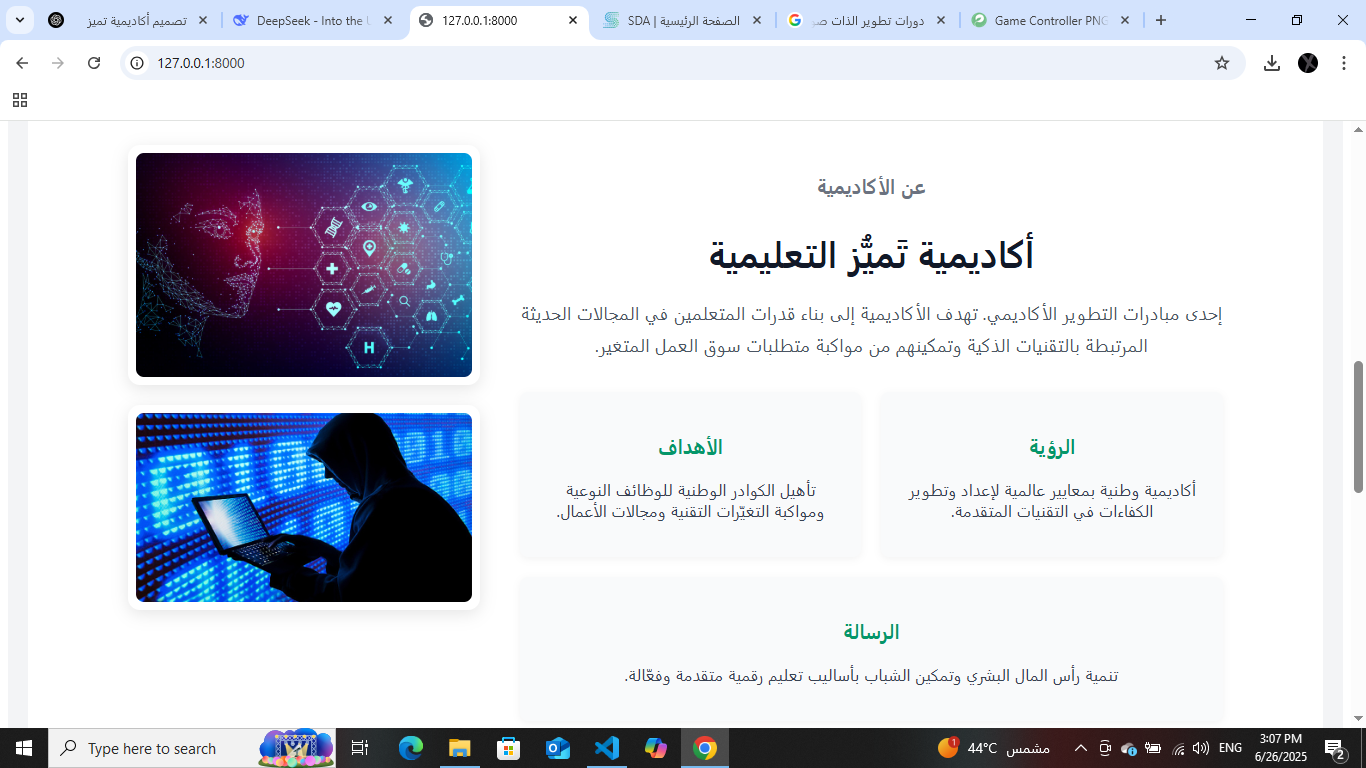 تصميم أكاديمية تميز
DeepSeek - Into the U
127.0.0.1:8000
الصفحة الرئيسية | SDA
دورات تطوير الذات
Game Controller PNG
127.0.0.1:8000
عن الأكاديمية
أكاديمية تَميُّز التعليمية
إحدى مبادرات التطوير الأكاديمي. تهدف الأكاديمية إلى بناء قدرات المتعلمين في المجالات الحديثة
المرتبطة بالتقنيات الذكية وتمكينهم من مواكبة متطلبات سوق العمل المتغير.
الرؤية
أكاديمية وطنية بمعايير عالمية لإعداد وتطوير
الكفاءات في التقنيات المتقدمة.
الأهداف
تأهيل الكوادر الوطنية للوظائف النوعية
ومواكبة التغيّرات التقنية ومجالات الأعمال.
الرسالة
تنمية رأس المال البشري وتمكين الشباب بأساليب تعليم رقمية متقدمة وفعّالة.
H
Type here to search
1
44°C مشمس
ENG
3:07 PM
6/26/2025
2